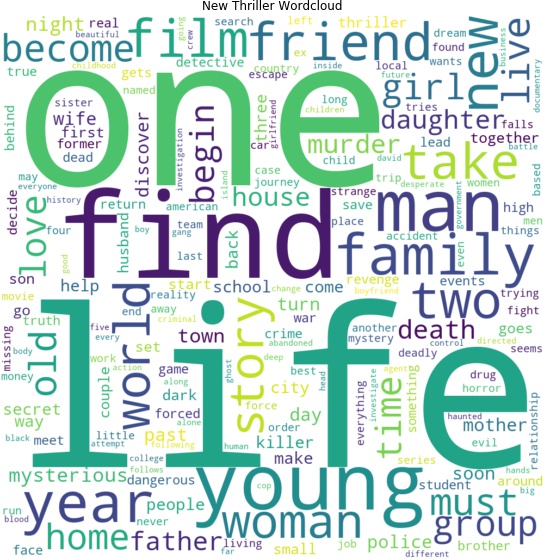 New Thriller Wordcloud
night real
beautiful
going
crew
search
left
thriller
dream
become
film
friend
new
live
business
documentary
one
true
childhood
gets
detective
country
ex
escape
inside
future
local
found
wants
girl
named
behind
sister
wife
first
former
dead
discover
begin
investigation
three
car
girlfriend
long
children
child
murder
tries
daughter
falls
lead
together
battle
david
desperate
take
women
based
may
everyone
history
decide
love
four
find
house
island
case
journey
return
american
team
gang
last
back
husband
boy
strange
trip
save
place
man
government
high
men
things
accident
even
family
son
good
movie
go
truth
missing
help
world
start
school
come
change
revenge
boyfriend
events
two
trying
fight
reality
away
end
story
turn
war
another
mystery
death
deadly
control
directed
goes
seems
old
life
five
every
criminal
town
crime
abandoned
body
money
work
action
set
game
along
alone
ghost
deep
best
head
everything
investigate
time
agent
something
drug
horror
haunted
relationship
secret
way
couple
dark
forced
city
force
day
order
killer
human
mother
evil
black
meet
attempt
little
past
following
college
follows
mysterious
dangerous
young
make
series
soon
student
hands
around
big
year
people
never
cop
woman
must
group
run
blood
face
home
father
living
far
small
job
police
different
brother